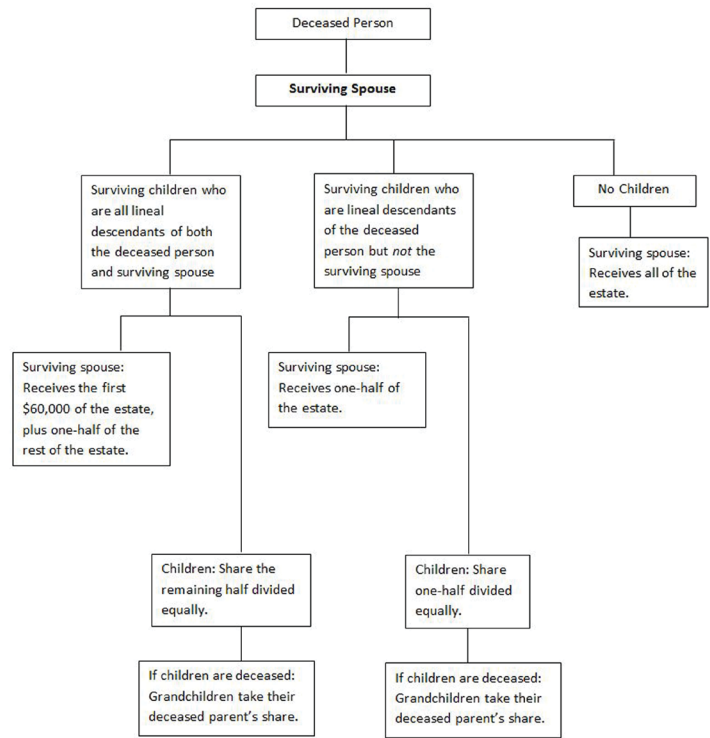 Deceased Person
Surviving Spouse
Surviving children who
are all lineal
descendants of both
the deceased person
and surviving spouse
Surviving children who
are lineal descendants
of the deceased
person but not the
surviving spouse
No Children
Surviving spouse:
Receives all of the
estate.
Surviving spouse:
Receives the first
$60,000 of the estate,
plus one-half of the
rest of the estate.
Surviving spouse:
Receives one-half of
the estate.
Children: Share the
remaining half divided
equally.
Children: Share
one-half divided
equally.
If children are deceased:
Grandchildren take their
deceased parent's share.
If children are deceased:
Grandchildren take their
deceased parent's share.